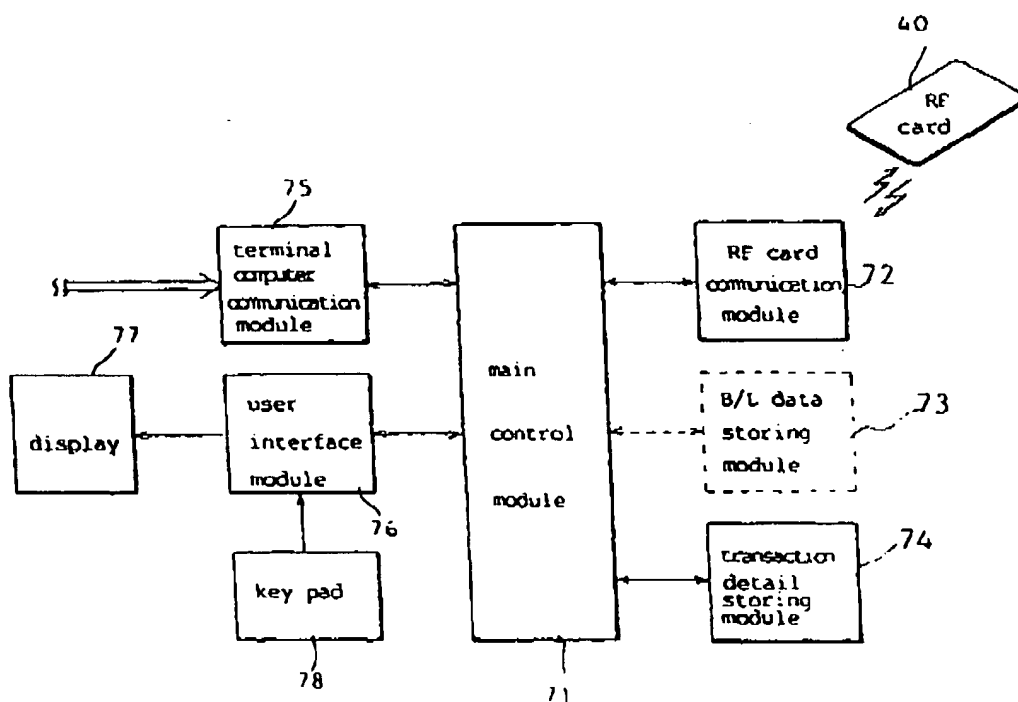 40
RF
card
75
terminal
computer
communication
module
RF card
communication
module
72
77
display
user
interface
module
76
main
control
module
B/L data
storing
module
73
key pad
78
transaction
detail
storing
module
74
71